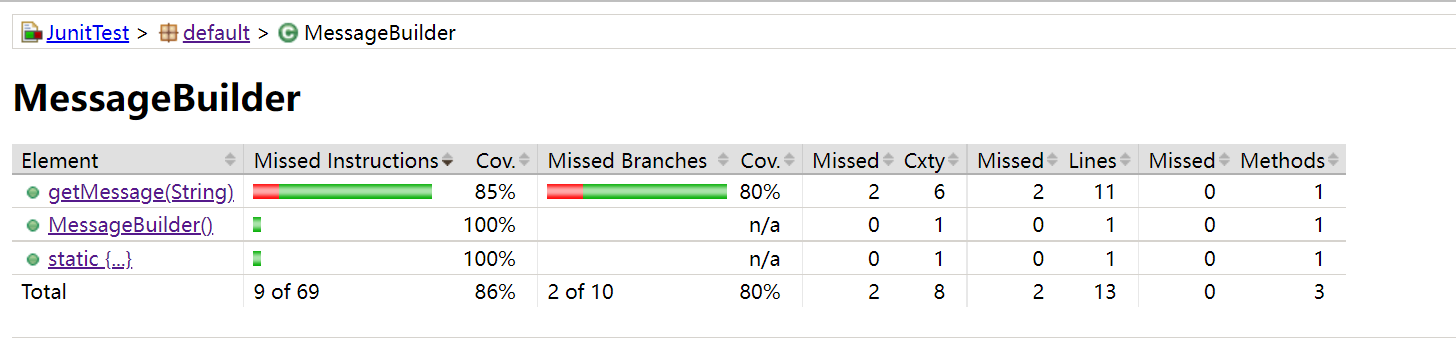 JunitTest > default > MessageBuilder
MessageBuilder
Element Missed Instructions Cov. Missed Branches Cov. Missed Cxty Missed Lines Missed Methods
getMessage(String) 85% 80% 2 6 2 11 0 1
MessageBuilder() 100% n/a 0 1 0 1 0 1
static {...} 100% n/a 0 1 0 1 0 1
Total 9 of 69 86% 2 of 10 80% 2 8 2 13 0 3